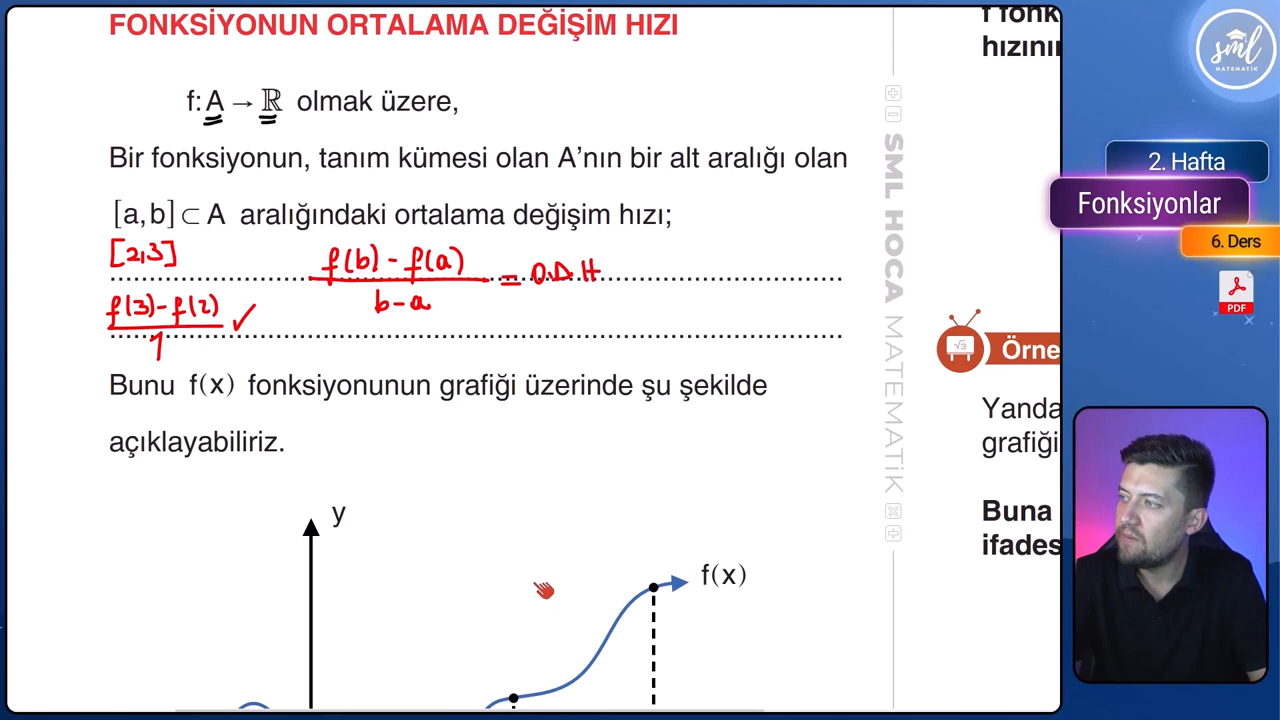 FONKSİYONUN ORTALAMA DEĞİŞİM HIZI
f: A → ℝ olmak üzere,
Bir fonksiyonun, tanım kümesi olan A’nın bir alt aralığı olan
[a,b] ⊂ A aralığındaki ortalama değişim hızı;
[2,3]
f(b) - f(a)
b-a
= O.D.H
f(3)-f(2)
1
✓
Bunu f(x) fonksiyonunun grafiği üzerinde şu şekilde
açıklayabiliriz.
y
f(x)
SML HOCA MATEMATİK
f fonk
hızının
√3
Örne
Yanda
grafiği
Buna
ifades
sml
MATEMATİK
2. Hafta
Fonksiyonlar
6. Ders
PDF